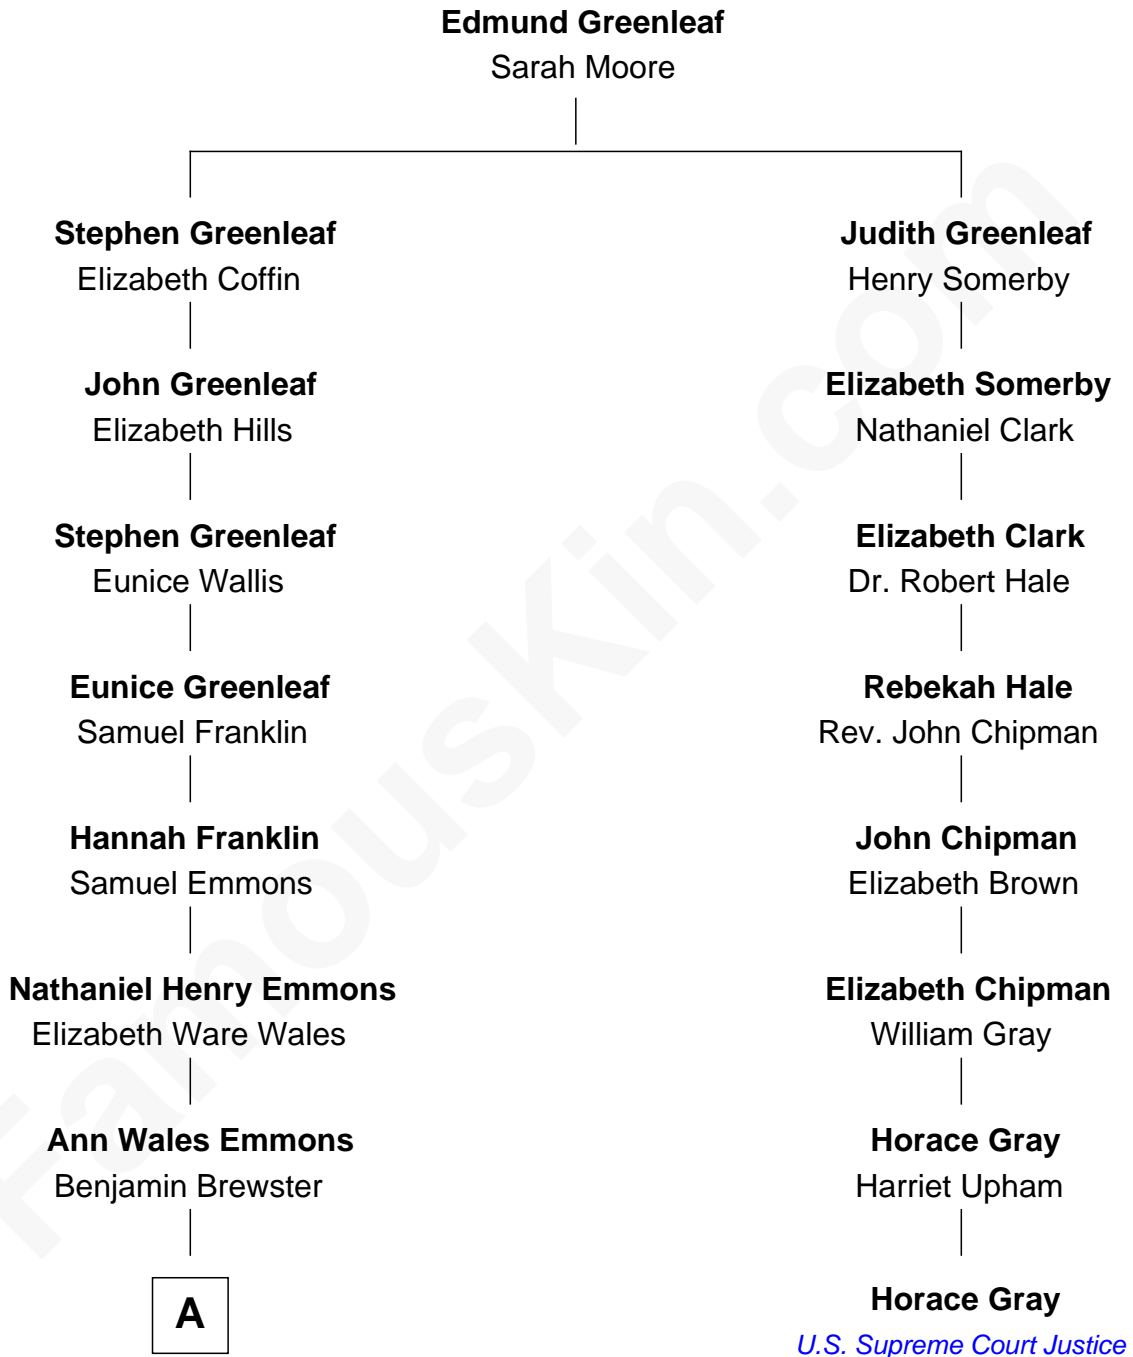 Edmund Greenleaf
Sarah Moore
Stephen Greenleaf
Elizabeth Coffin
John Greenleaf
Elizabeth Hills
Stephen Greenleaf
Eunice Wallis
Eunice Greenleaf
Samuel Franklin
Hannah Franklin
Samuel Emmons
Nathaniel Henry Emmons
Elizabeth Ware Wales
Ann Wales Emmons
Benjamin Brewster
A
Judith Greenleaf
Henry Somerby
Elizabeth Somerby
Nathaniel Clark
Elizabeth Clark
Dr. Robert Hale
Rebekah Hale
Rev. John Chipman
John Chipman
Elizabeth Brown
Elizabeth Chipman
William Gray
Horace Gray
Harriet Upham
Horace Gray
U.S. Supreme Court Justice
FamousKin.com